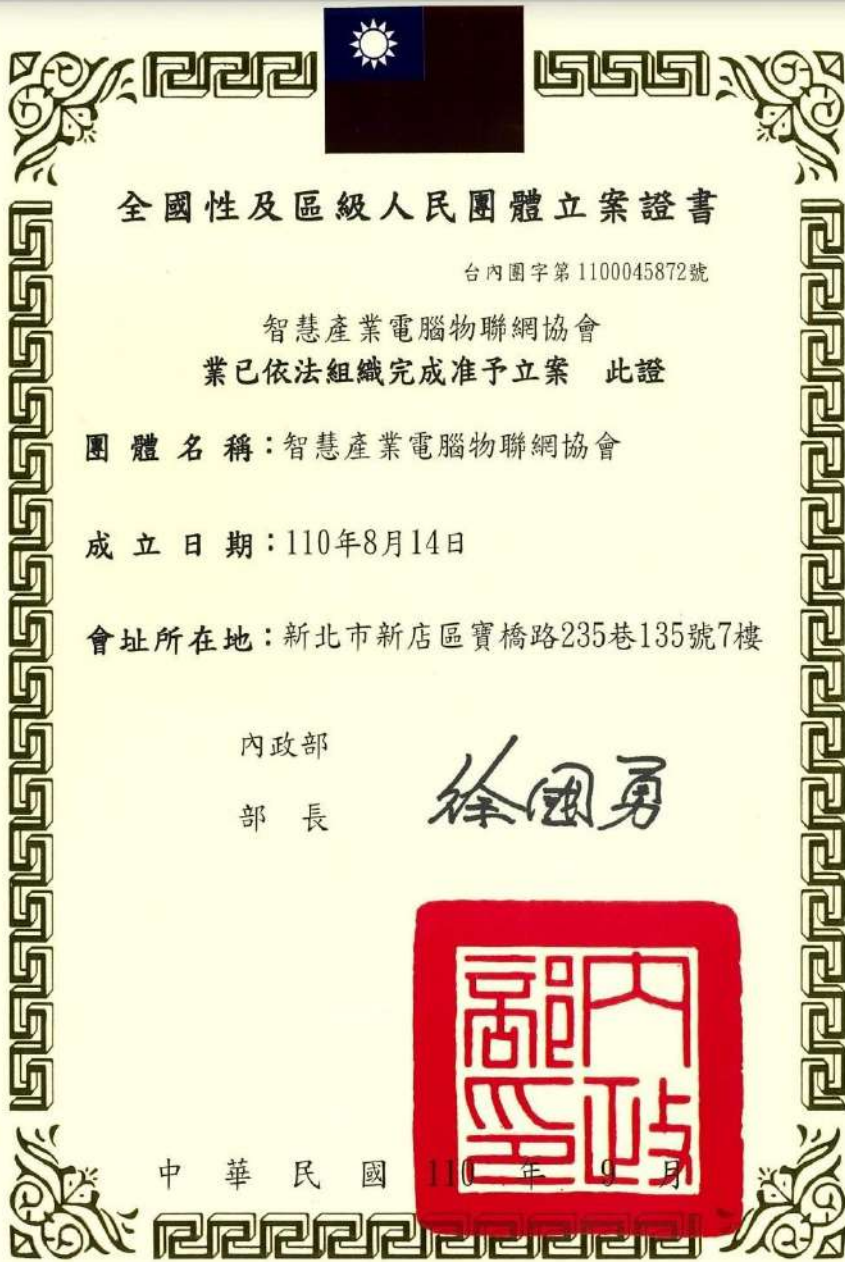 全國性及區級人民團體立案證書
台內團字第1100045872號
智慧產業電腦物聯網協會
業已依法組織完成准予立案 此證
團體名稱：智慧產業電腦物聯網協會
成立日期：110年8月14日
會址所在地：新北市新店區寶橋路235巷135號7樓
內政部
部長 徐國勇
內政部印
中華民國110年9月